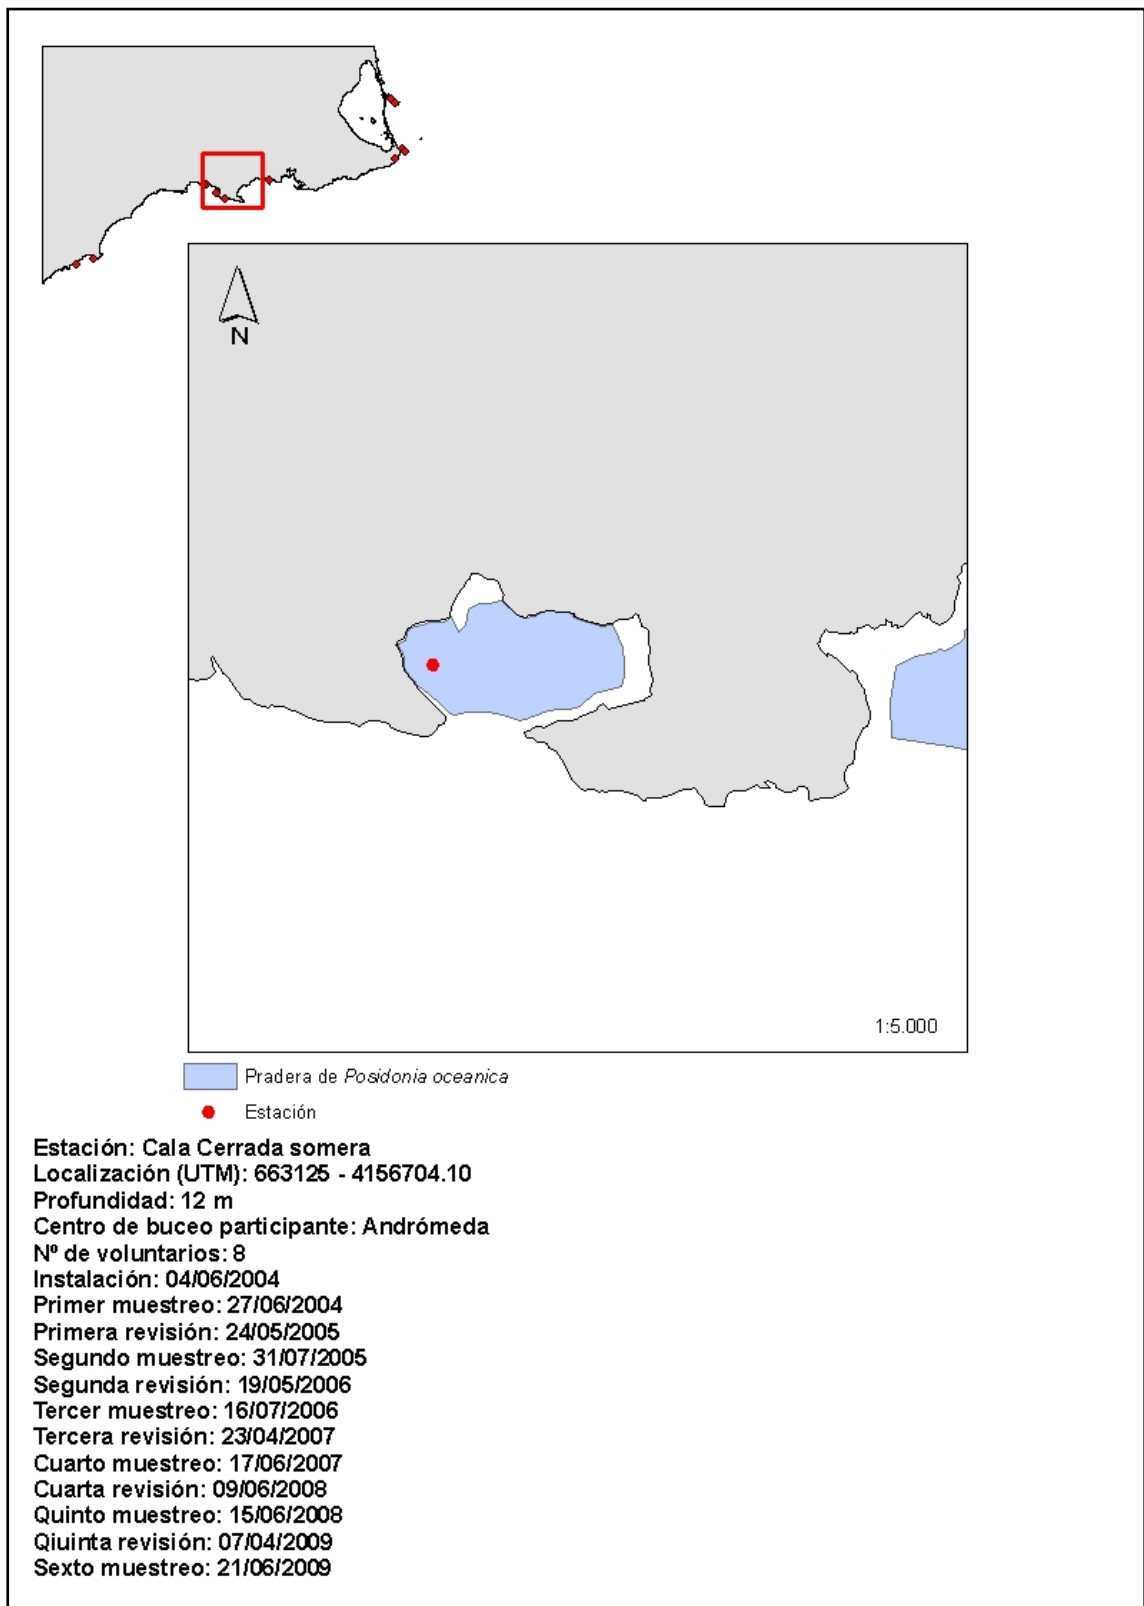 N
1:5.000
Pradera de Posidonia oceanica
Estación
Estación: Cala Cerrada somera
Localización (UTM): 663125 - 4156704.10
Profundidad: 12 m
Centro de buceo participante: Andrómeda
Nº de voluntarios: 8
Instalación: 04/06/2004
Primer muestreo: 27/06/2004
Primera revisión: 24/05/2005
Segundo muestreo: 31/07/2005
Segunda revisión: 19/05/2006
Tercer muestreo: 16/07/2006
Tercera revisión: 23/04/2007
Cuarto muestreo: 17/06/2007
Cuarta revisión: 09/06/2008
Quinto muestreo: 15/06/2008
Qiuinta revisión: 07/04/2009
Sexto muestreo: 21/06/2009